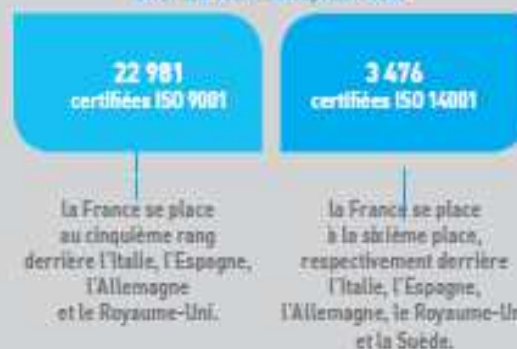 22 981
certifiées ISO 9001
3 476
certifiées ISO 14001
la France se place
au cinquième rang
derrière l'Italie, l'Espagne,
l'Allemagne
et le Royaume-Uni.
la France se place
à la sixième place,
respectivement derrière
l'Italie, l'Espagne,
l'Allemagne, le Royaume-Un
et la Suède.